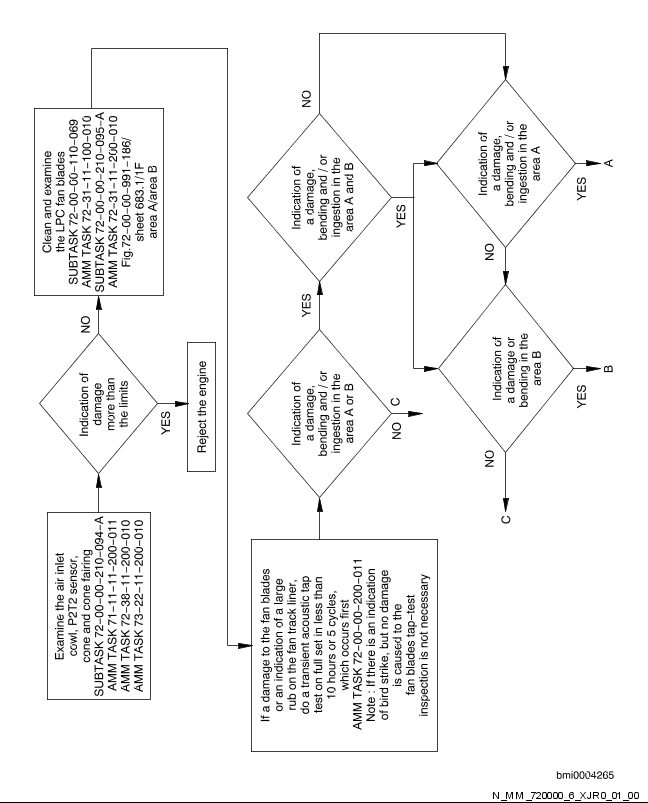 Examine the air inlet
cowl, P2T2 sensor,
cone and cone fairing
SUBTASK 72-00-00-210-094-A
AMM TASK 71-11-11-200-011
AMM TASK 72-38-11-200-010
AMM TASK 73-22-11-200-010
Indication of
damage
more than
the limits
YES
NO
Reject the engine
Clean and examine
the LPC fan blades
SUBTASK 72-00-00-110-069
AMM TASK 72-31-11-100-010
SUBTASK 72-00-00-210-095-A
AMM TASK 72-31-11-200-010
Fig.72-00-00-991-186/
sheet 683.1/1F
area A/area B
If a damage to the fan blades
or an indication of a large
rub on the fan track liner,
do a transient acoustic tap
test on full set in less than
10 hours or 5 cycles,
which occurs first
AMM TASK 72-00-00-200-011
Note : If there is an indication
of bird strike, but no damage
is caused to the
fan blades tap-test
inspection is not necessary
Indication of
a damage,
bending and / or
ingestion in the
area A or B
NO
C
YES
Indication of
a damage,
bending and / or
ingestion in the
area A and B
NO
YES
Indication of
a damage,
bending and / or
ingestion in the
area A
YES
A
NO
Indication of
a damage or
bending in the
area B
YES
B
NO
C
bmi0004265
N_MM_720000_6_XJR0_01_00